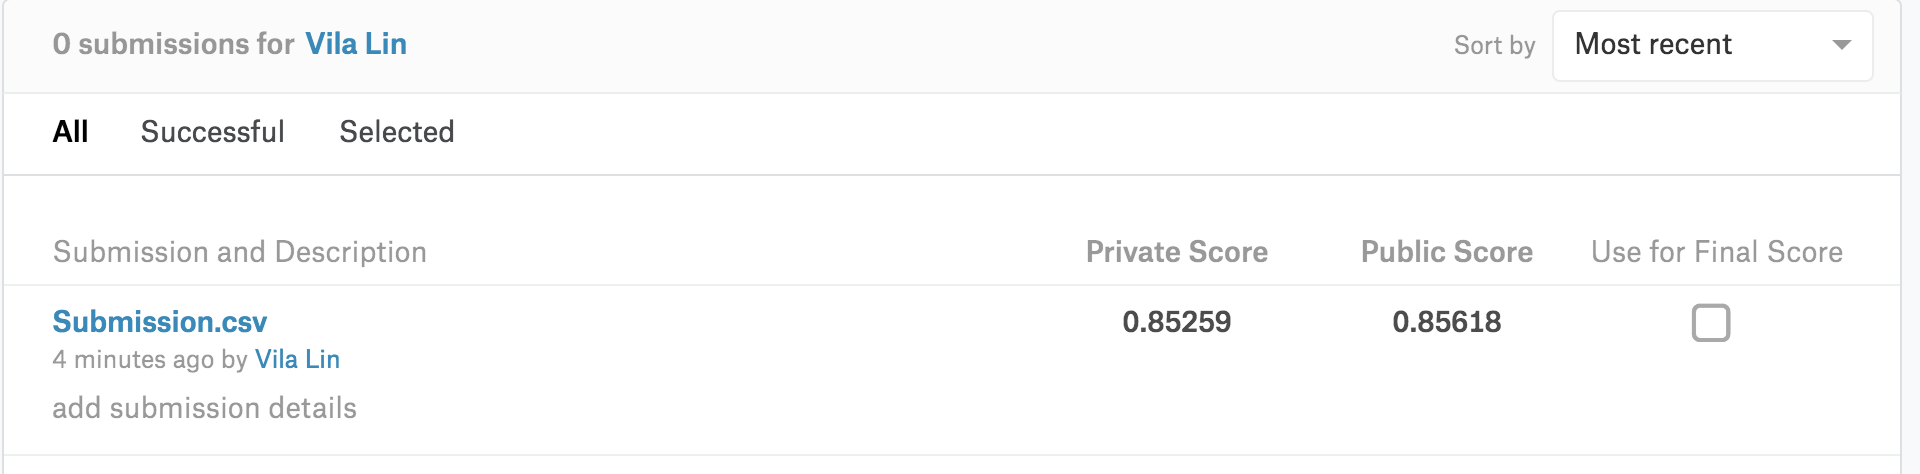 0 submissions for Vila Lin Sort by Most recent
All Successful Selected
Submission and Description Private Score Public Score Use for Final Score
Submission.csv 0.85259 0.85618
4 minutes ago by Vila Lin
add submission details